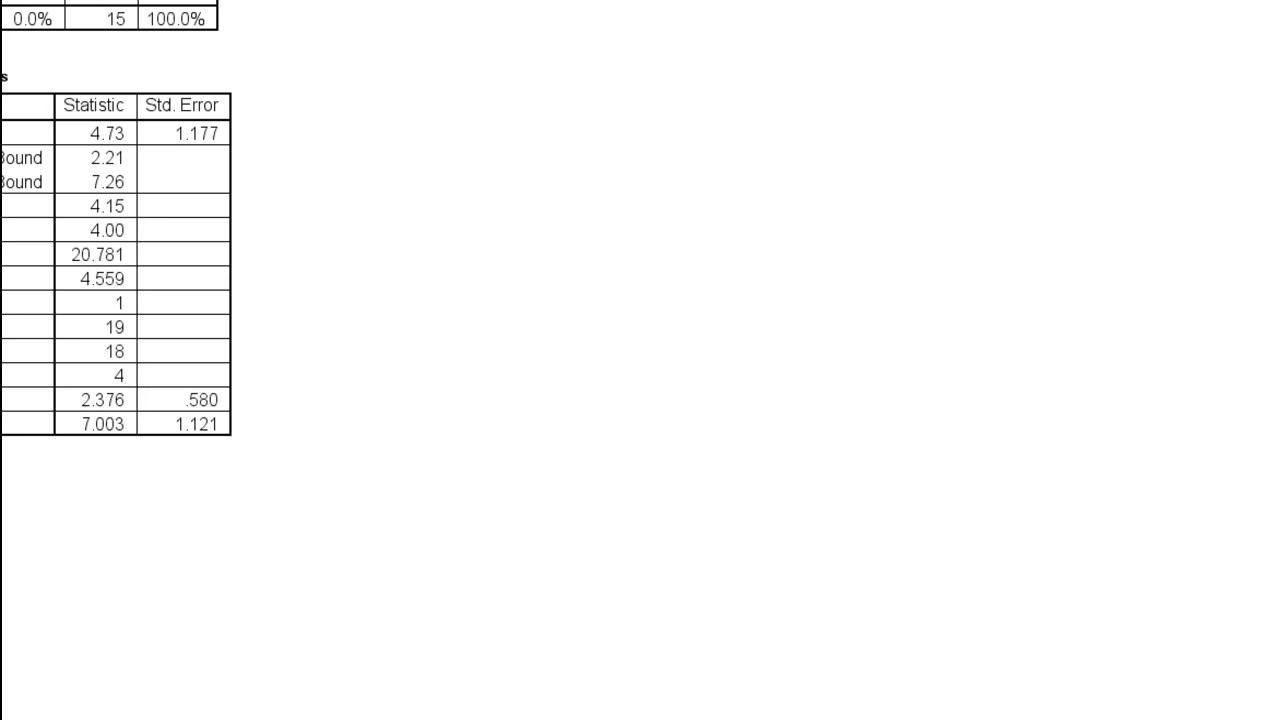 0.0% 15 100.0%
s
Statistic Std. Error
4.73 1.177
Bound 2.21
Bound 7.26
4.15
4.00
20.781
4.559
1
19
18
4
2.376 .580
7.003 1.121